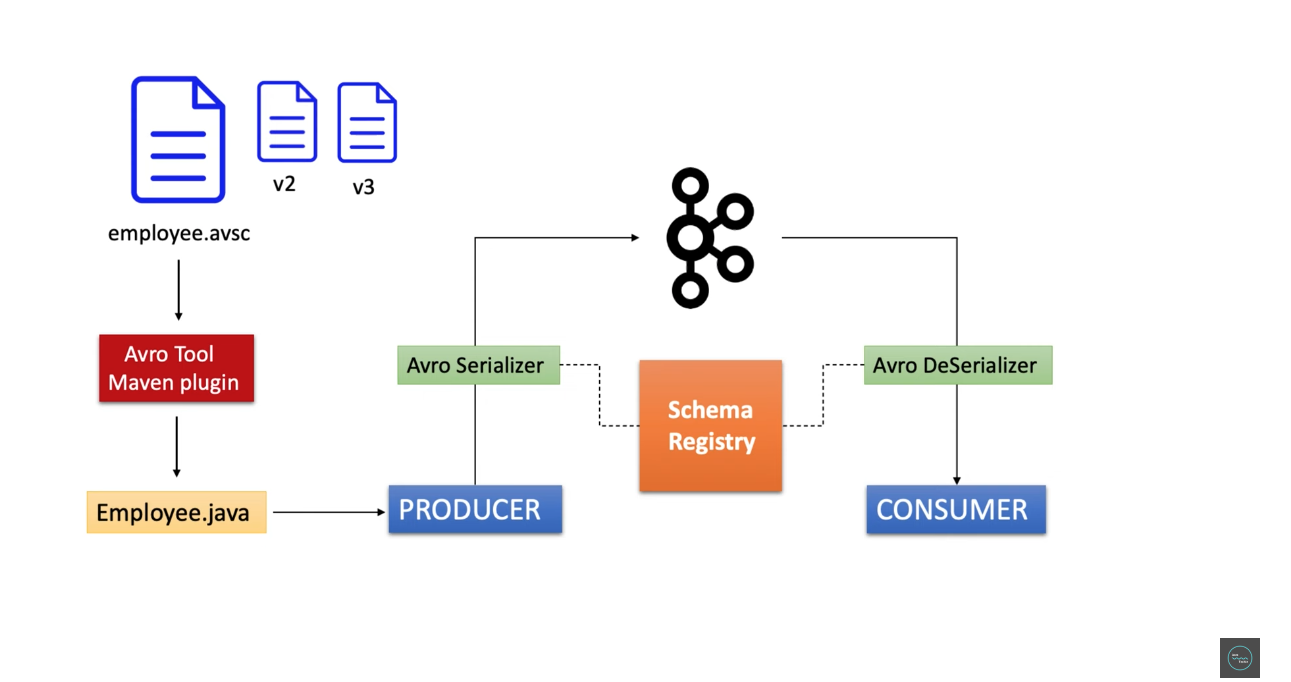 v2
v3
employee.avsc
Avro Tool
Maven plugin
Employee.java
PRODUCER
Avro Serializer
Schema
Registry
Avro DeSerializer
CONSUMER